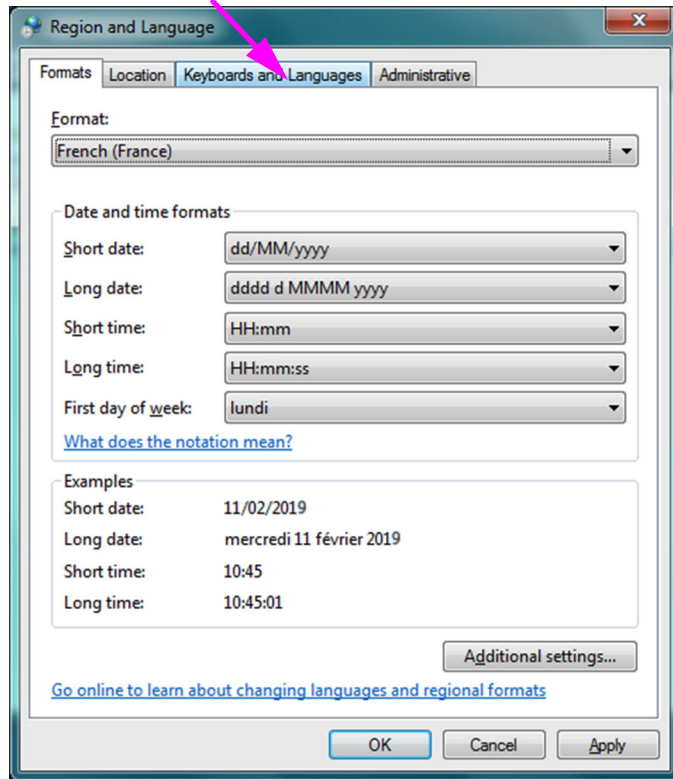 Region and Language
Formats Location Keyboards and Languages Administrative
Format:
French (France)
Date and time formats
Short date: dd/MM/yyyy
Long date: dddd d MMMM yyyy
Short time: HH:mm
Long time: HH:mm:ss
First day of week: lundi
What does the notation mean?
Examples
Short date: 11/02/2019
Long date: mercredi 11 février 2019
Short time: 10:45
Long time: 10:45:01
Additional settings...
Go online to learn about changing languages and regional formats
OK Cancel Apply